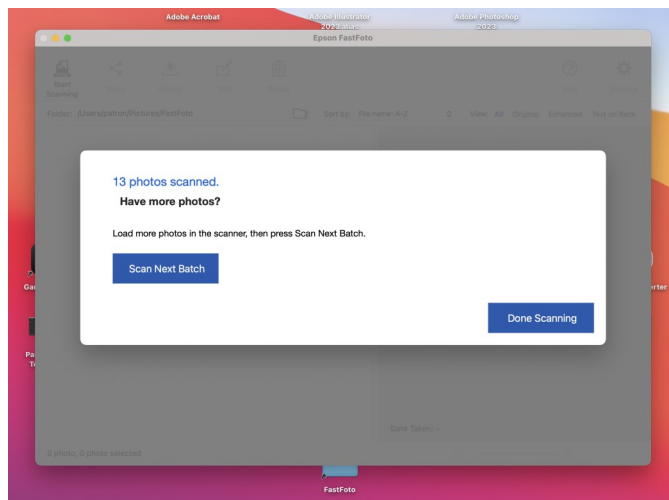 Adobe Acrobat
Adobe Illustrator
2023 alias
Adobe Photoshop
2023
Epson FastFoto
Start
Scanning
Folder: /Users/patron/Pictures/FastFoto
Sort by: File name: A-Z
View: All Original Enhanced Text on Back
13 photos scanned.
Have more photos?
Load more photos in the scanner, then press Scan Next Batch.
Scan Next Batch
Done Scanning
Date Taken: -
0 photo, 0 photo selected
FastFoto